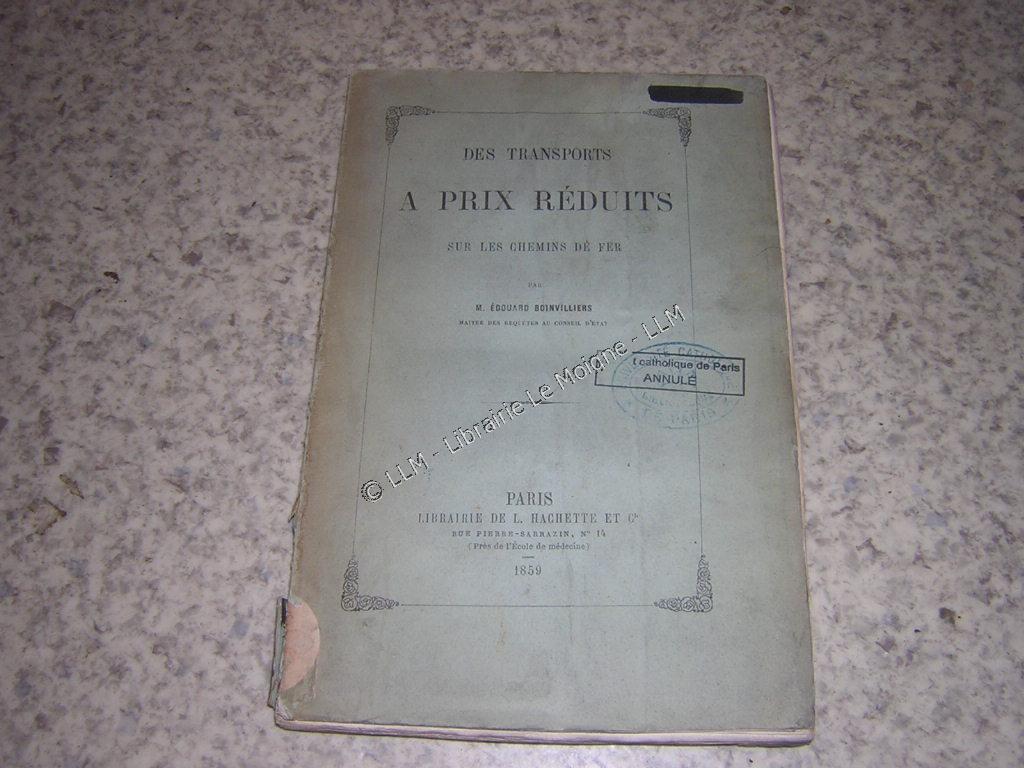 DES TRANSPORTS
A PRIX RÉDUITS
SUR LES CHEMINS DE FER
PAR
M. ÉDOUARD BOINVILLIERS
MAITRE DES REQUÊTES AU CONSEIL D'ÉTAT
t catholique de Paris
ANNULÉ
DE PARIS
© LLM - Librairie Le Moigne - LLM
PARIS
LIBRAIRIE DE L. HACHETTE ET Cie
RUE PIERRE-SARRAZIN, N° 14
(Près de l'École de médecine)
1859